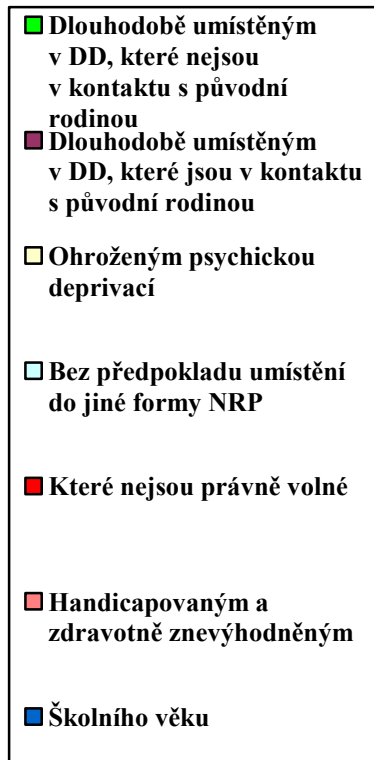 Dlouhodobě umístěným
v DD, které nejsou
v kontaktu s původní
rodinou
Dlouhodobě umístěným
v DD, které jsou v kontaktu
s původní rodinou
Ohroženým psychickou
deprivací
Bez předpokladu umístění
do jiné formy NRP
Které nejsou právně volné
Handicapovaným a
zdravotně znevýhodněným
Školního věku